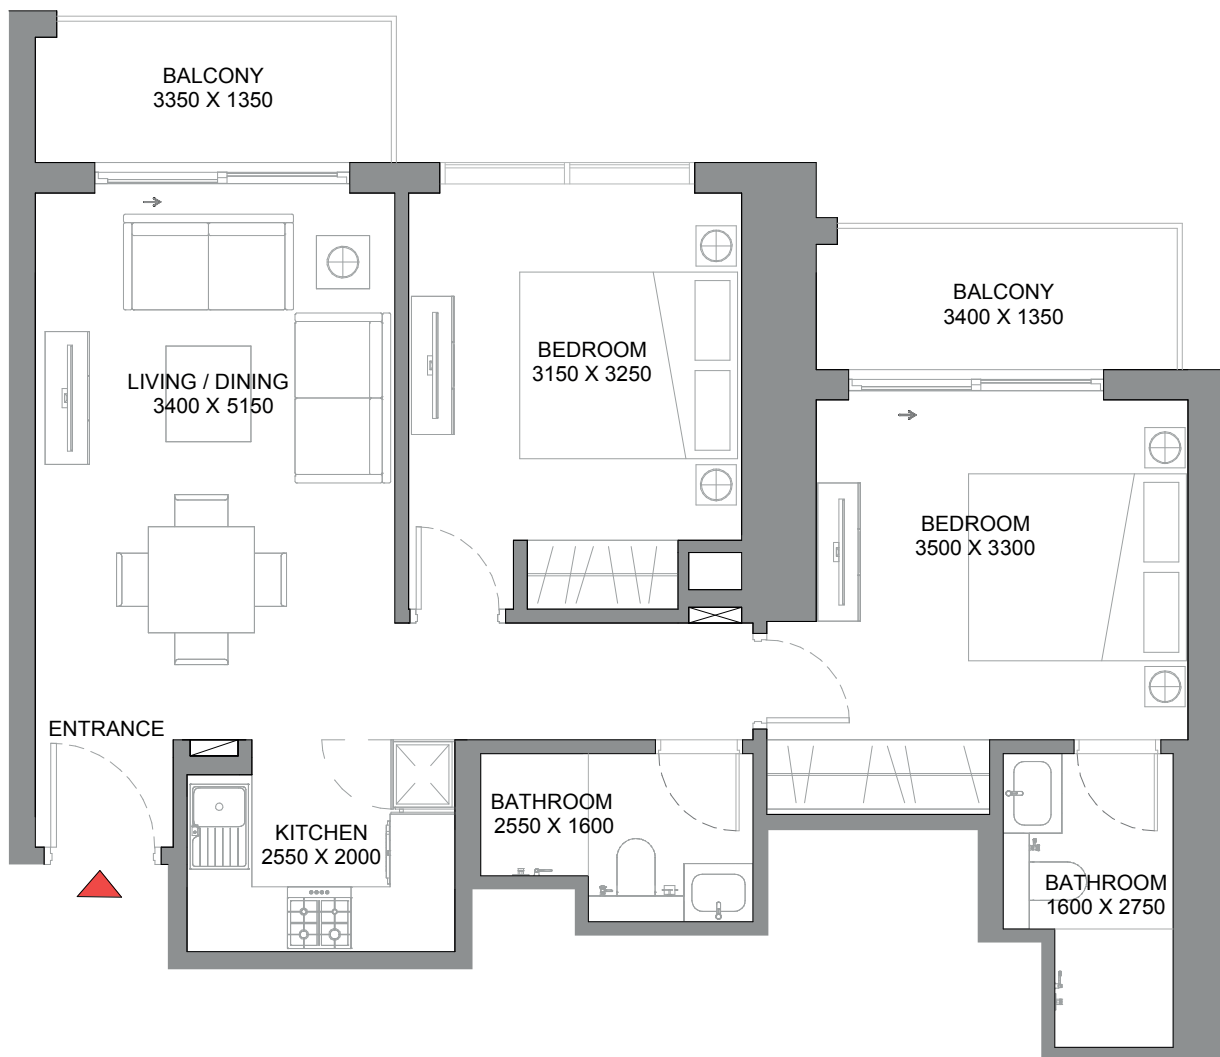 BALCONY
3350 X 1350
BALCONY
3400 X 1350
BEDROOM
3150 X 3250
LIVING / DINING
3400 X 5150
BEDROOM
3500 X 3300
ENTRANCE
KITCHEN
2550 X 2000
BATHROOM
2550 X 1600
BATHROOM
1600 X 2750